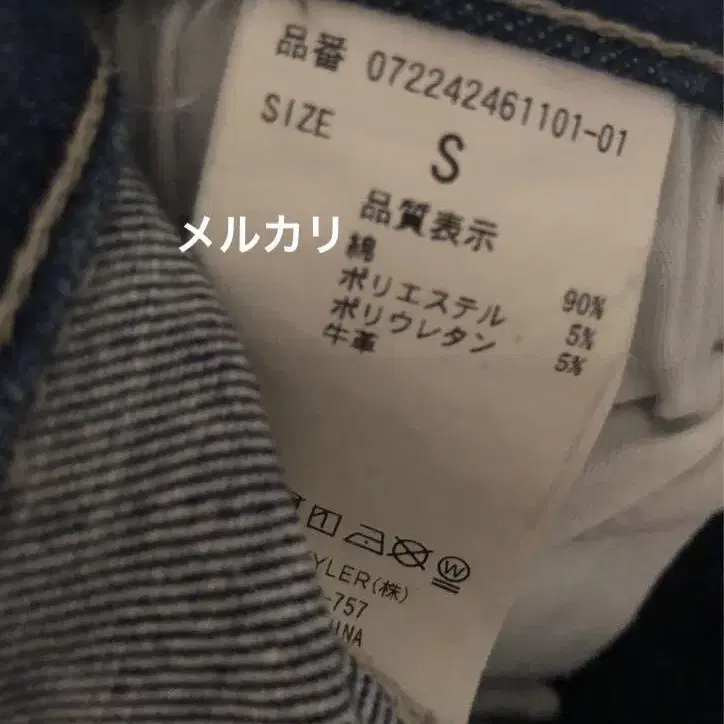 品番 072242461101-01
SIZE S
品質表示
メルカリ
綿 90%
ポリエステル 5%
ポリウレタン 5%
牛革
W
YLER(株)
-757
INA